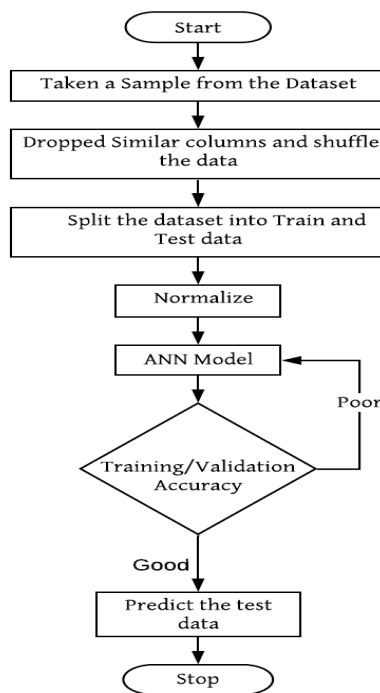 Start
Taken a Sample from the Dataset
Dropped Similar columns and shuffle
the data
Split the dataset into Train and
Test data
Normalize
ANN Model
Poor
Training/Validation
Accuracy
Good
Predict the test
data
Stop